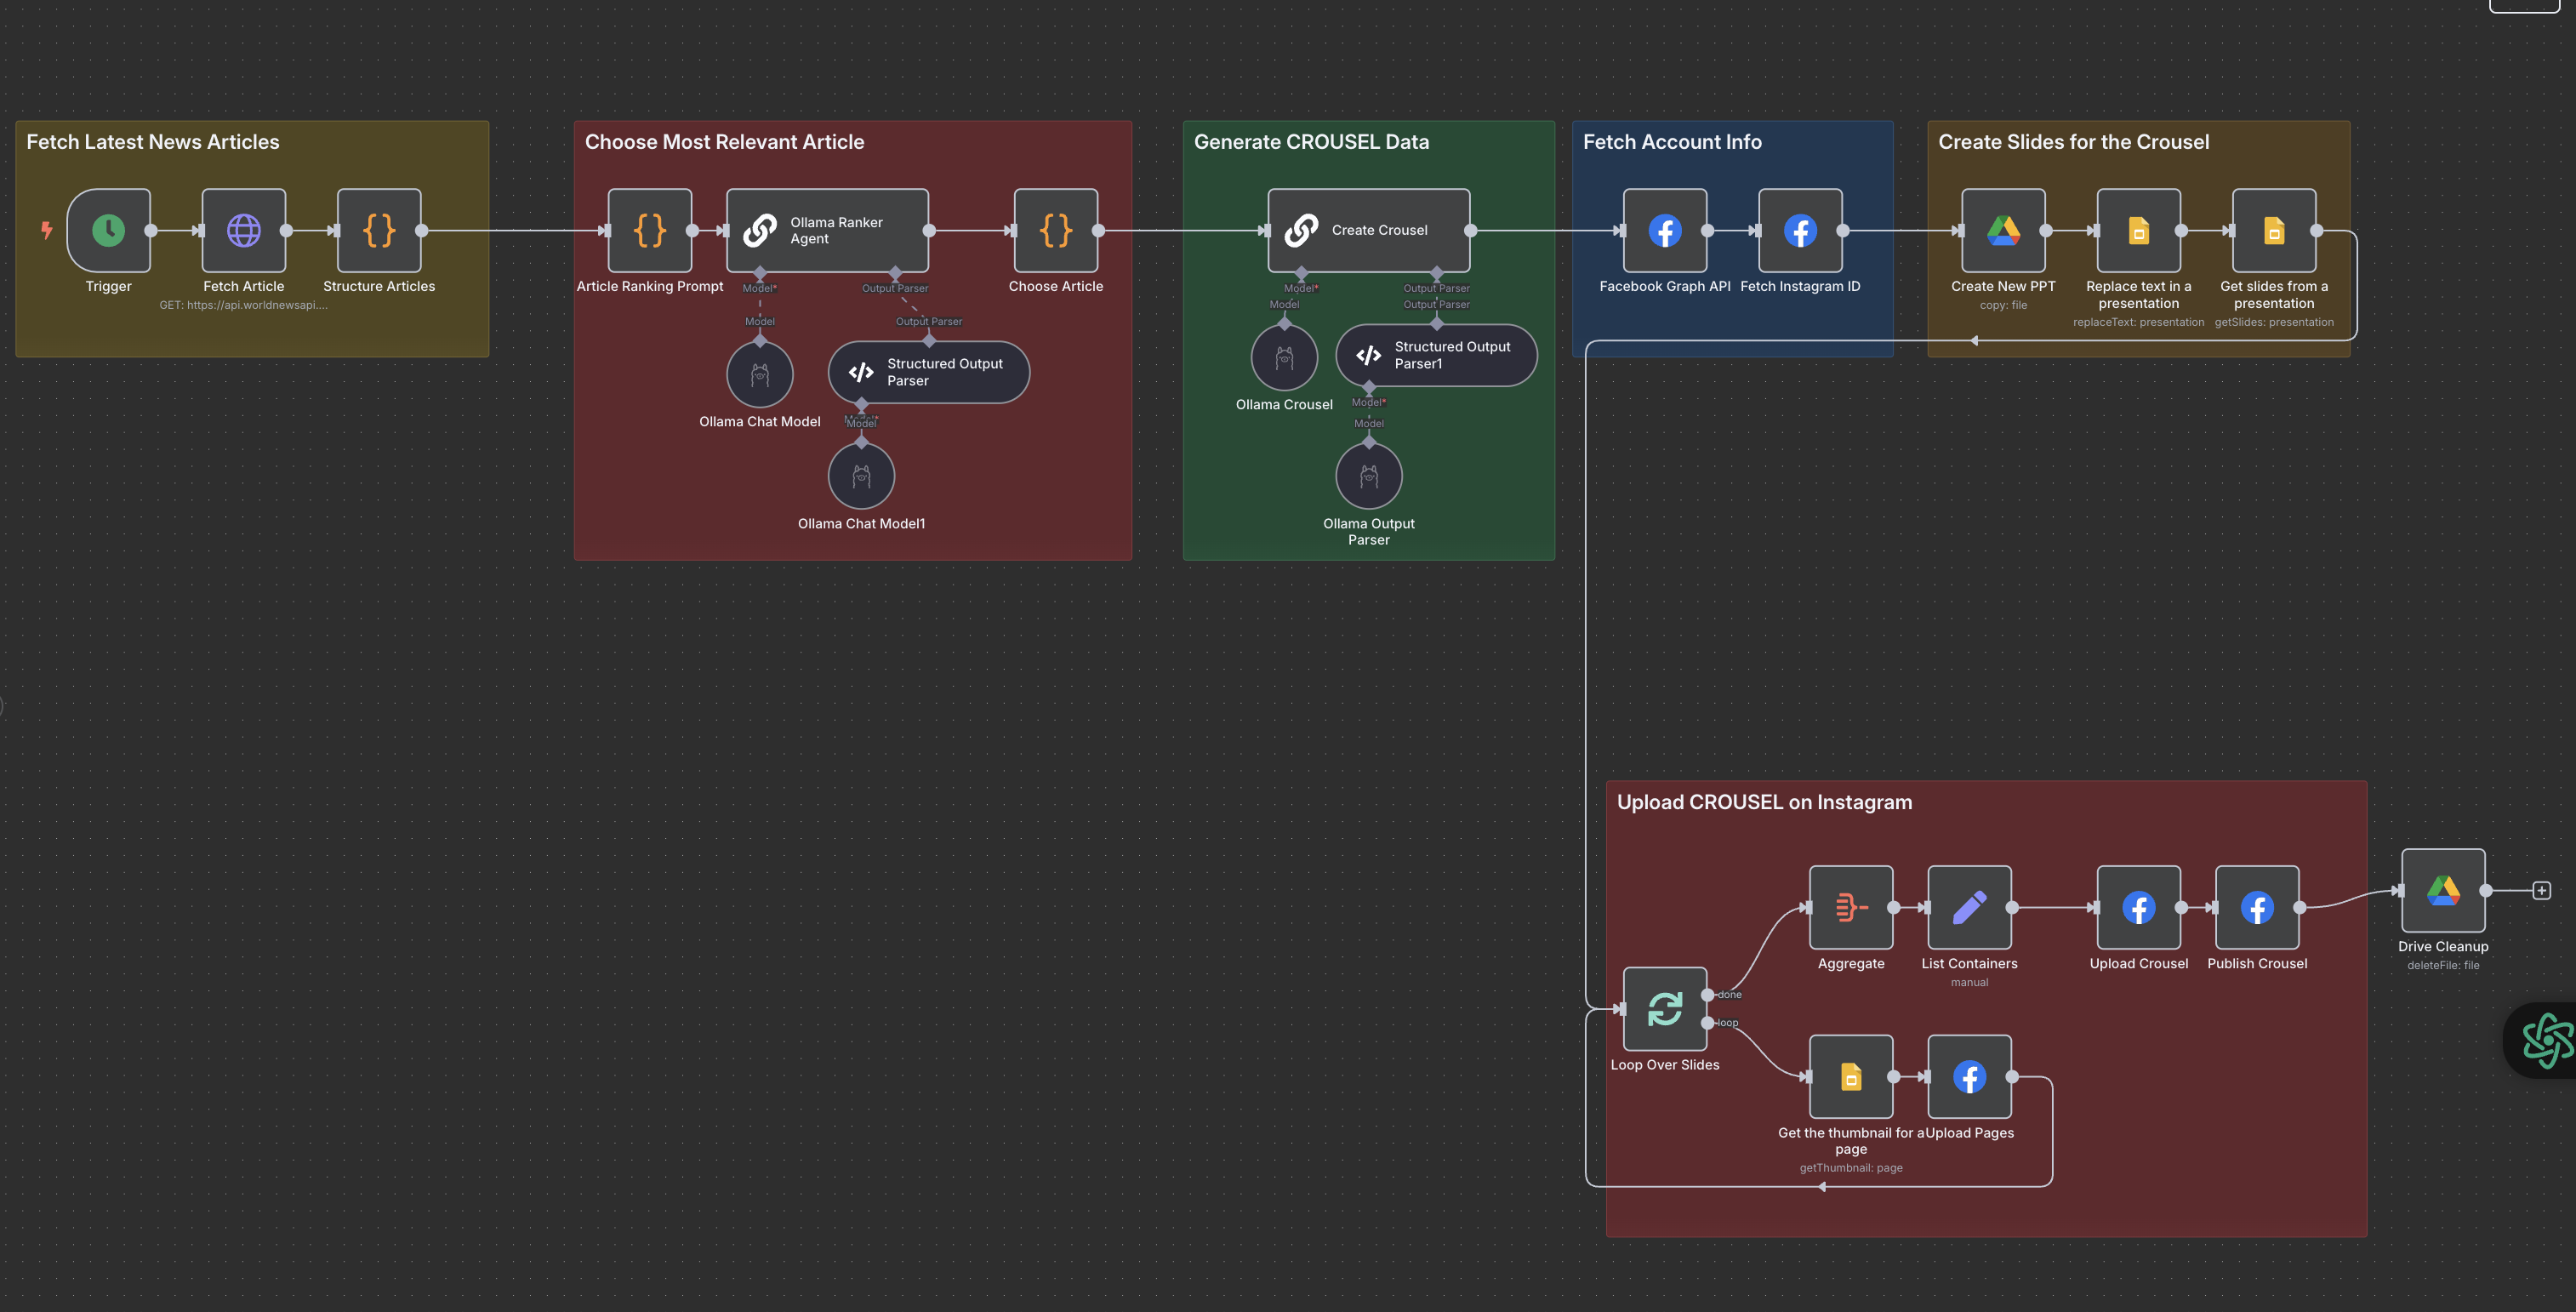 Fetch Latest News Articles
Trigger
Fetch Article
GET: https://api.worldnewsapi....
Structure Articles
Choose Most Relevant Article
Article Ranking Prompt
Ollama Ranker
Agent
Model*
Output Parser
Model
Output Parser
Ollama Chat Model
Structured Output
Parser
Model*
Model
Ollama Chat Model1
Choose Article
Generate CROUSEL Data
Create Crousel
Model*
Output Parser
Model
Output Parser
Ollama Crousel
Structured Output
Parser1
Model*
Model
Ollama Output
Parser
Fetch Account Info
Facebook Graph API
Fetch Instagram ID
Create Slides for the Crousel
Create New PPT
copy: file
Replace text in a
presentation
replaceText: presentation
Get slides from a
presentation
getSlides: presentation
Upload CROUSEL on Instagram
Loop Over Slides
done
loop
Aggregate
List Containers
manual
Upload Crousel
Publish Crousel
Get the thumbnail for a
page
getThumbnail: page
Upload Pages
Drive Cleanup
deleteFile: file